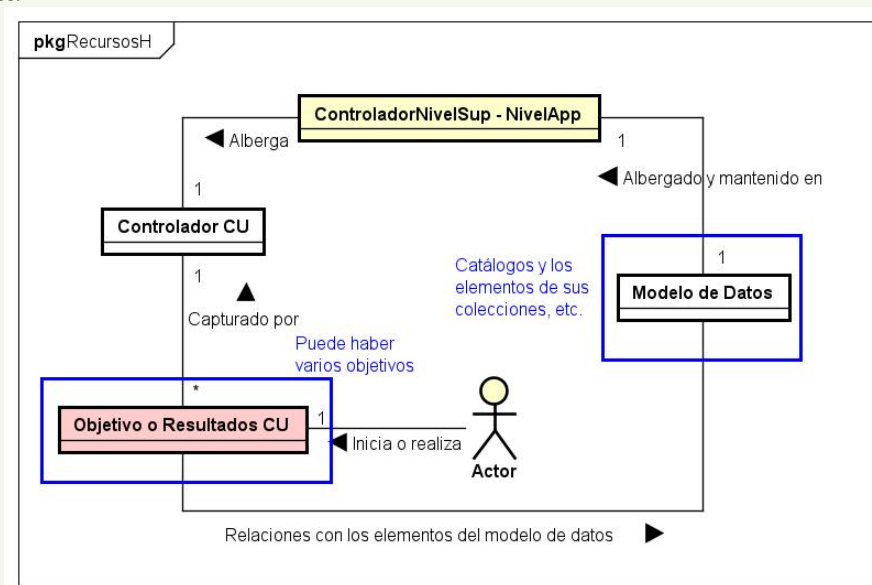 pkgRecursosH
ControladorNivelSup - NivelApp
Alberga
1
Albergado y mantenido en
1
Controlador CU
1
Capturado por
Catálogos y los
elementos de sus
colecciones, etc.
1
Modelo de Datos
Puede haber
varios objetivos
*
Objetivo o Resultados CU
1
Inicia o realiza
Actor
Relaciones con los elementos del modelo de datos